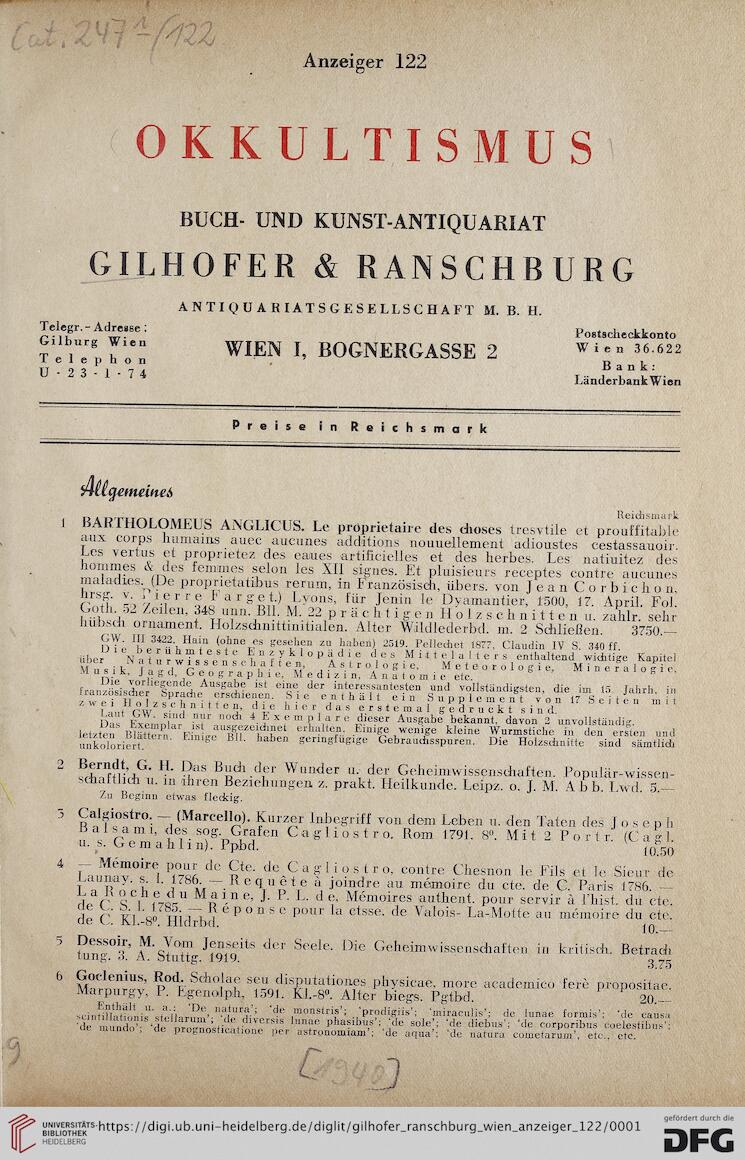 Cat. 247 1/122
Anzeiger 122
OKKULTISMUS
BUCH- UND KUNST-ANTIQUARIAT
GILHOFER & RANSCHBURG
ANTIQUARIATSGESELLSCHAFT M. B. H.
Telegr.-Adresse:
Gilburg Wien
Telephon
U-23-1-74
WIEN I, BOGNERGASSE 2
Postscheckkonto
Wien 36.622
Bank:
Länderbank Wien
Preise in Reichsmark
Allgemeines
Reichsmark
1 BARTHOLOMEUS ANGLICUS. Le proprietaire des choses tresvtile et prouffitable
aux corps humains auec aucunes additions nouuellement adioustes cestassauoir.
Les vertus et proprietez des eaues artificielles et des herbes. Les natiuitez des
hommes & des femmes selon les XII signes. Et pluisieurs receptes contre aucunes
maladies. (De proprietatibus rerum, in Französisch, übers. von Jean Corbichon,
hrsg. v. Pierre Farget.) Lyons, für Jenin le Dyamantier, 1500, 17. April. Fol.
Goth. 52 Zeilen, 348 unn. Bll. M. 22 prächtigen Holzschnitten u. zahlr. sehr
hübsch ornament. Holzschnittinitialen. Alter Wildlederbd. m. 2 Schließen. 3750.—
GW. III 3422. Hain (ohne es gesehen zu haben) 2519. Pellechet 1877. Claudin IV S. 340 ff.
Die berühmteste Enzyklopädie des Mittelalters enthaltend wichtige Kapitel
über Naturwissenschaften, Astrologie, Meteorologie, Mineralogie,
Musik, Jagd, Geographie, Medizin, Anatomie etc.
Die vorliegende Ausgabe ist eine der interessantesten und vollständigsten, die im 15. Jahrh. in
französischer Sprache erschienen. Sie enthält ein Supplement von 17 Seiten mit
zwei Holzschnitten, die hier das erstemal gedruckt sind.
Laut GW. sind nur noch 4 Exemplare dieser Ausgabe bekannt, davon 2 unvollständig.
Das Exemplar ist ausgezeichnet erhalten. Einige wenige kleine Wurmstiche in den ersten und
letzten Blättern. Einige Bll. haben geringfügige Gebrauchsspuren. Die Holzschnitte sind sämtlich
unkoloriert.
2 Berndt, G. H. Das Buch der Wunder u. der Geheimwissenschaften. Populär-wissen-
schaftlich u. in ihren Beziehungen z. prakt. Heilkunde. Leipz. o. J. M. Abb. Lwd. 5.—
Zu Beginn etwas fleckig.
3 Calgiostro. — (Marcello). Kurzer Inbegriff von dem Leben u. den Taten des Joseph
Balsami, des sog. Grafen Cagliostro. Rom 1791. 8º. Mit 2 Portr. (Cagl.
u. s. Gemahlin). Ppbd. 10.50
4 — Mémoire pour de Cte. de Cagliostro, contre Chesnon le Fils et le Sieur de
Launay. s. l. 1786. — Requête à joindre au mémoire du cte. de C. Paris 1786. —
La Roche du Maine, J. P. L. de, Mémoires authent. pour servir à l'hist. du cte.
de C. S. l. 1785. — Réponse pour la ctsse. de Valois- La-Motte au mémoire du cte.
de C. Kl.-8º. Hldrbd. 10.—
5 Dessoir, M. Vom Jenseits der Seele. Die Geheimwissenschaften in kritisch. Betrach
tung. 3. A. Stuttg. 1919. 3.75
6 Goclenius, Rod. Scholae seu disputationes physicae, more academico ferè propositae.
Marpurgy, P. Egenolph, 1591. Kl.-8º. Alter biegs. Pgtbd. 20.—
Enthält u. a.: 'De natura'; 'de monstris'; 'prodigiis'; 'miraculis'; de lunae formis'; 'de causa
scintillationis stellarum'; 'de diversis lunae phasibus'; 'de sole'; 'de diebus'; 'de corporibus coelestibus';
'de mundo'; 'de prognosticatione per astronomiam'; 'de aqua'; 'de natura cometarum', etc., etc.
9
[1940]
UNIVERSITÄTS-
BIBLIOTHEK
HEIDELBERG
https://digi.ub.uni-heidelberg.de/diglit/gilhofer_ranschburg_wien_anzeiger_122/0001
gefördert durch die
DFG